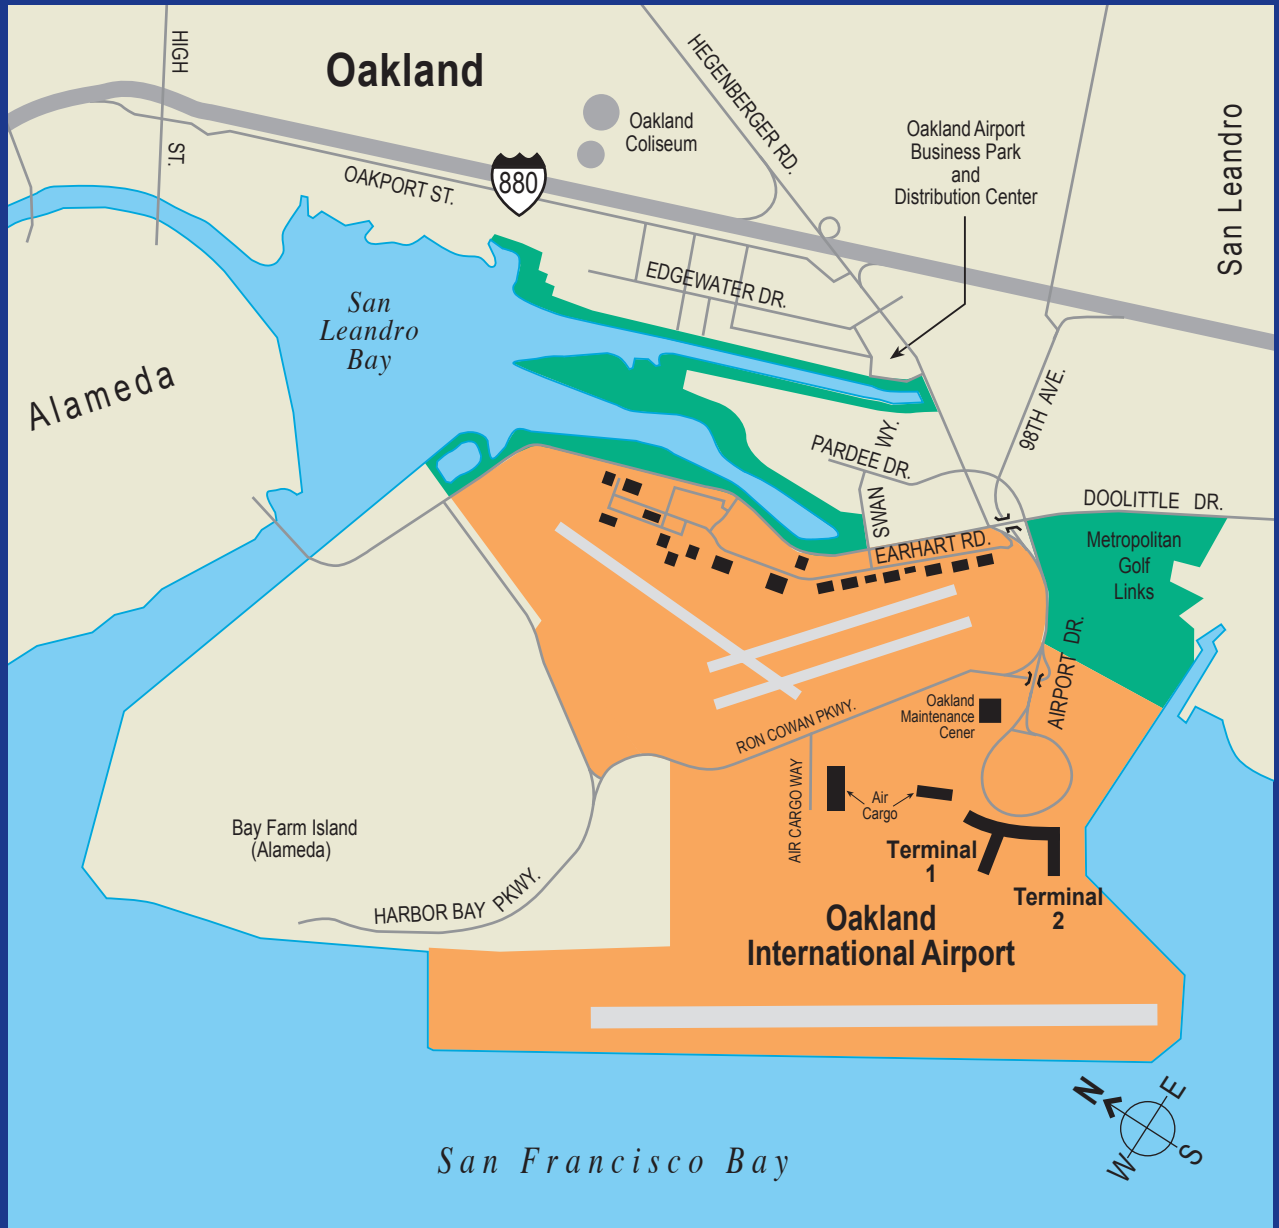 HIGH
ST.
Oakland
HEGENBERGER RD.
Oakland
Coliseum
Oakland Airport
Business Park
and
Distribution Center
San Leandro
OAKPORT ST.
880
EDGEWATER DR.
San
Leandro
Bay
Alameda
98TH AVE.
PARDEE DR.
SWAN WY.
DOOLITTLE DR.
EARHART RD.
Metropolitan
Golf
Links
AIRPORT DR.
Oakland
Maintenance
Cener
RON COWAN PKWY.
AIR CARGO WAY
Air
Cargo
Bay Farm Island
(Alameda)
Terminal
1
Terminal
2
HARBOR BAY PKWY.
Oakland
International Airport
N
E
S
W
San Francisco Bay